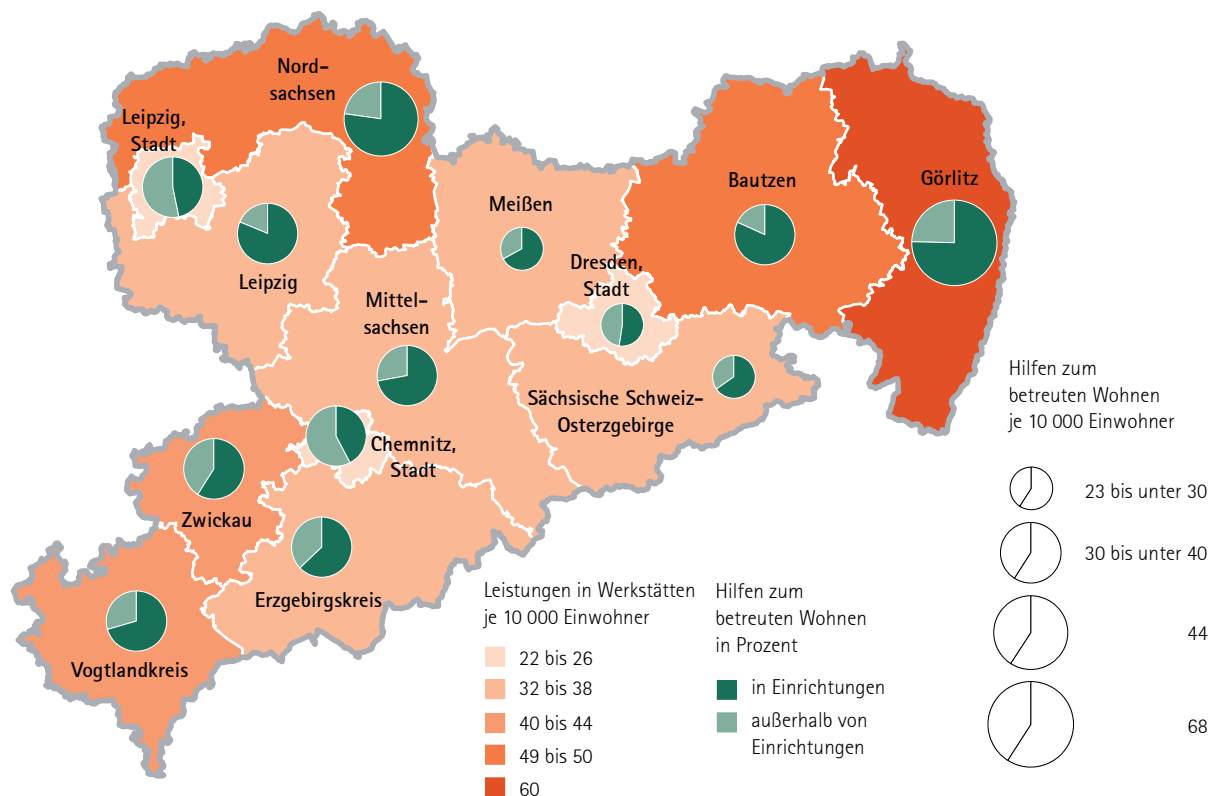 Nord-
sachsen
Leipzig,
Stadt
Leipzig
Meißen
Dresden,
Stadt
Bautzen
Görlitz
Mittel-
sachsen
Sächsische Schweiz-
Osterzgebirge
Chemnitz,
Stadt
Zwickau
Erzgebirgskreis
Vogtlandkreis
Leistungen in Werkstätten
je 10 000 Einwohner
22 bis 26
32 bis 38
40 bis 44
49 bis 50
60
Hilfen zum
betreuten Wohnen
in Prozent
in Einrichtungen
außerhalb von
Einrichtungen
Hilfen zum
betreuten Wohnen
je 10 000 Einwohner
23 bis unter 30
30 bis unter 40
44
68